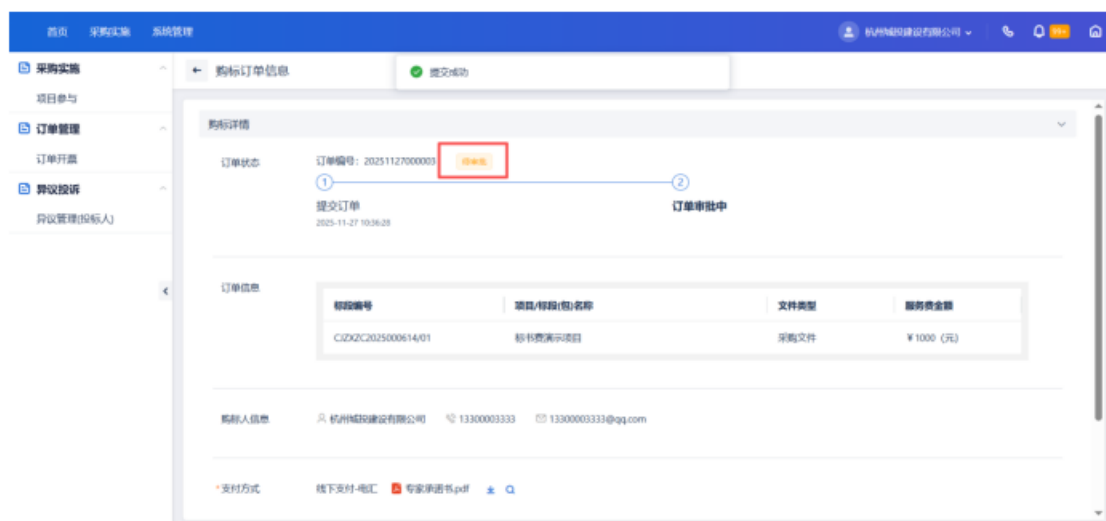 首页 采购实施 系统管理 杭州城投建设有限公司 99+
采购实施
项目参与
订单管理
订单开票
异议投诉
异议管理(投标人)
← 购标订单信息 提交成功
购标详情
订单状态 订单编号：20251127000003 待审批
1 2
提交订单 订单审批中
2025-11-27 10:36:28
订单信息
标段编号 项目/标段(包)名称 文件类型 服务费金额
CJZXZC2025000614/01 标书费演示项目 采购文件 ￥1000（元）
购标人信息 杭州城投建设有限公司 13300003333 13300003333@qq.com
*支付方式 线下支付-电汇 专家承诺书.pdf